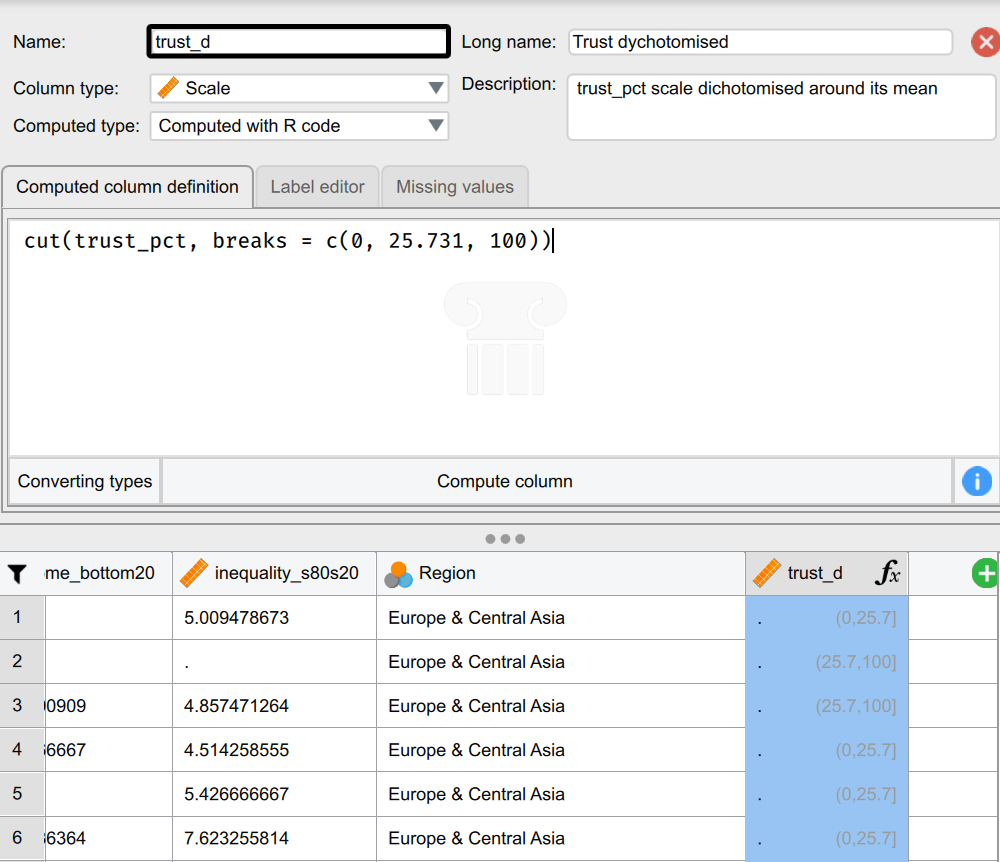 Name: trust_d Long name: Trust dychotomised
Column type: Scale Description: trust_pct scale dichotomised around its mean
Computed type: Computed with R code
Computed column definition Label editor Missing values
cut(trust_pct, breaks = c(0, 25.731, 100))
Converting types Compute column
me_bottom20 inequality_s80s20 Region trust_d fx
1 5.009478673 Europe & Central Asia . (0,25.7]
2 . Europe & Central Asia . (25.7,100]
3 0909 4.857471264 Europe & Central Asia . (25.7,100]
4 6667 4.514258555 Europe & Central Asia . (0,25.7]
5 5.426666667 Europe & Central Asia . (0,25.7]
6 6364 7.623255814 Europe & Central Asia . (0,25.7]